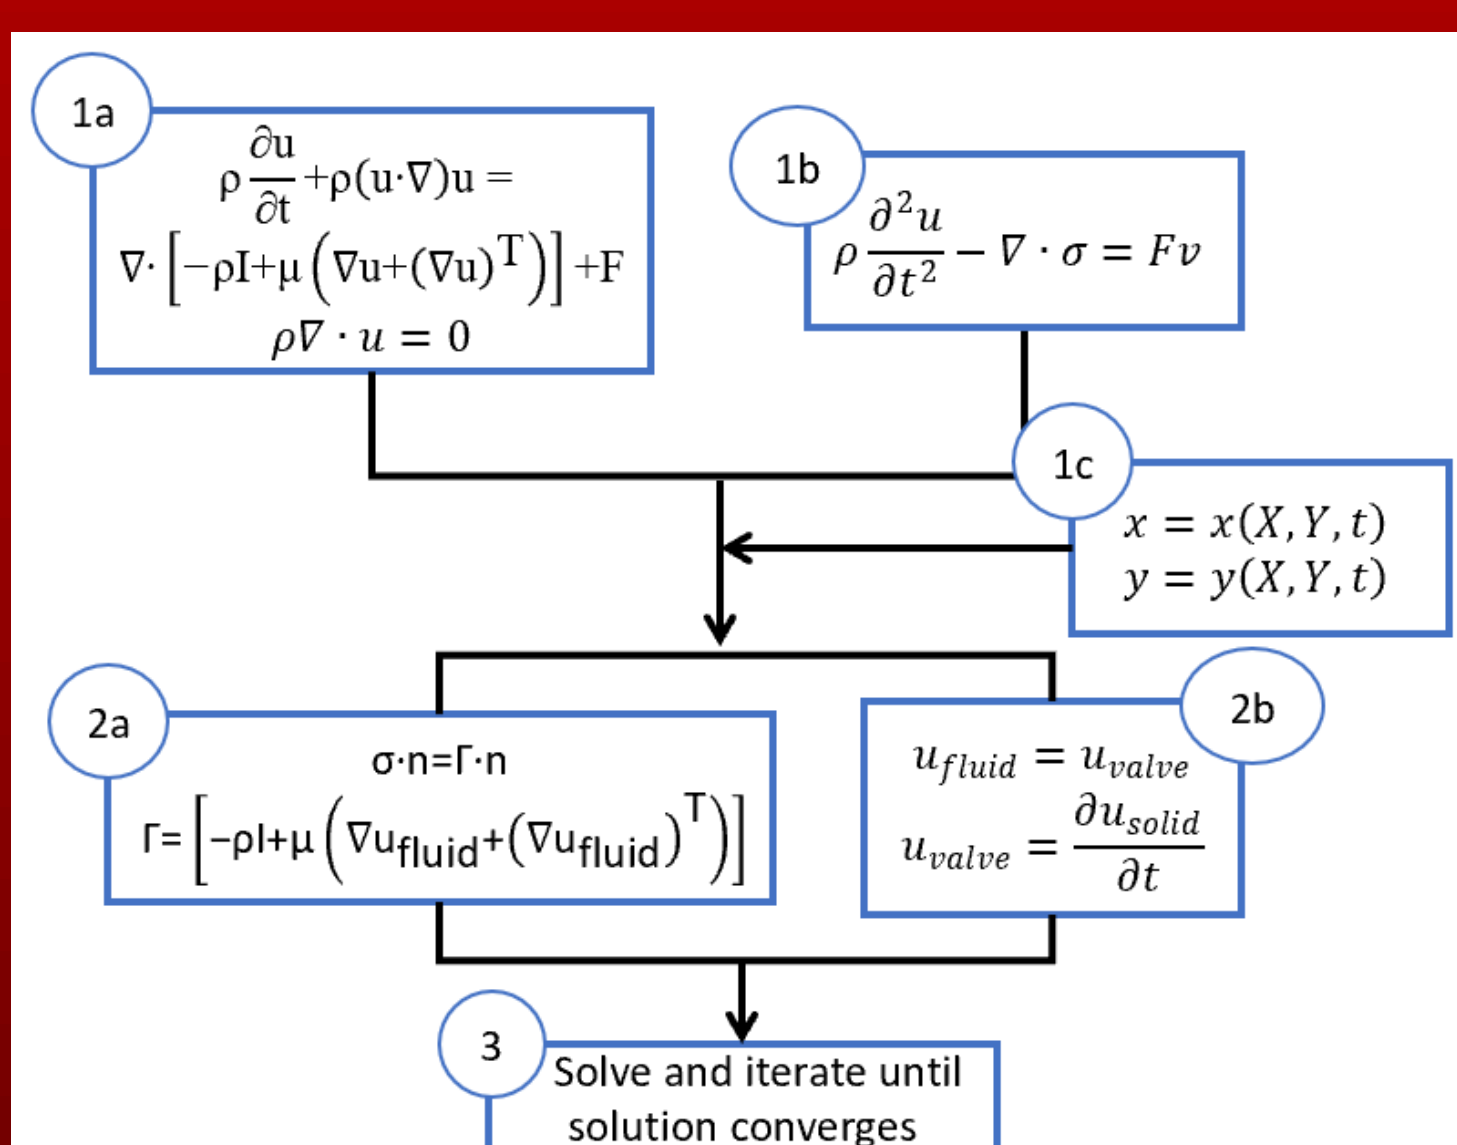 1a
ρ ∂u/∂t +ρ(u·∇)u =
∇· [−ρI+μ (∇u+(∇u)ᵀ)] +F
ρ∇ · u = 0
1b
ρ ∂²u/∂t² − ∇ · σ = Fv
1c
x = x(X, Y, t)
y = y(X, Y, t)
2a
σ·n=Γ·n
Γ= [−ρI+μ (∇u_fluid+(∇u_fluid)ᵀ)]
2b
u_fluid = u_valve
u_valve = ∂u_solid/∂t
3
Solve and iterate until
solution converges